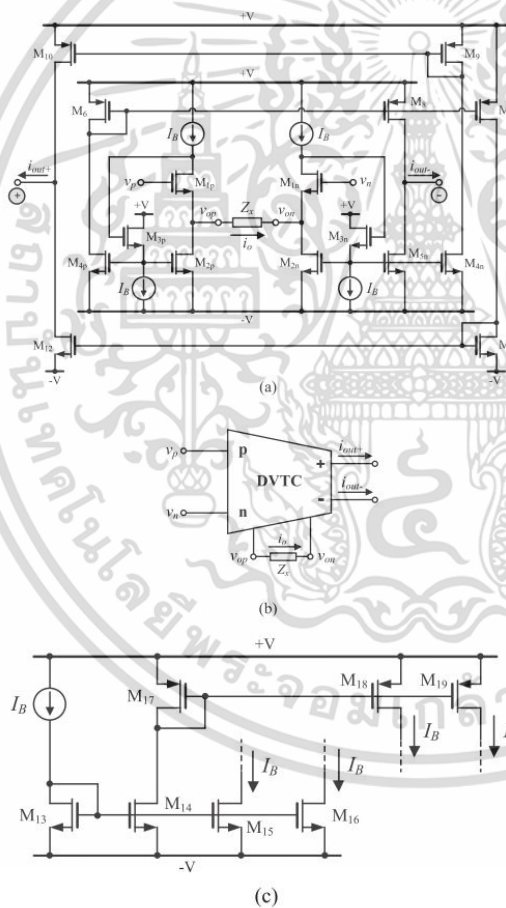 +V
M10
M9
+V
M6
M8
M
IB
IB
iout+
vp
M1p
M1n
vn
iout-
+
+V
vop
Zx
von
+V
-
M3p
io
M3n
M4p
M2p
M2n
M5n
M4n
IB
IB
-V
M12
M
-V
-V
(a)
vp
p
iout+
+
DVTC
vn
n
-
iout-
io
vop
Zx
von
(b)
+V
IB
M17
M18
M19
IB
IB
IB
I
M13
M14
M15
M16
-V
(c)